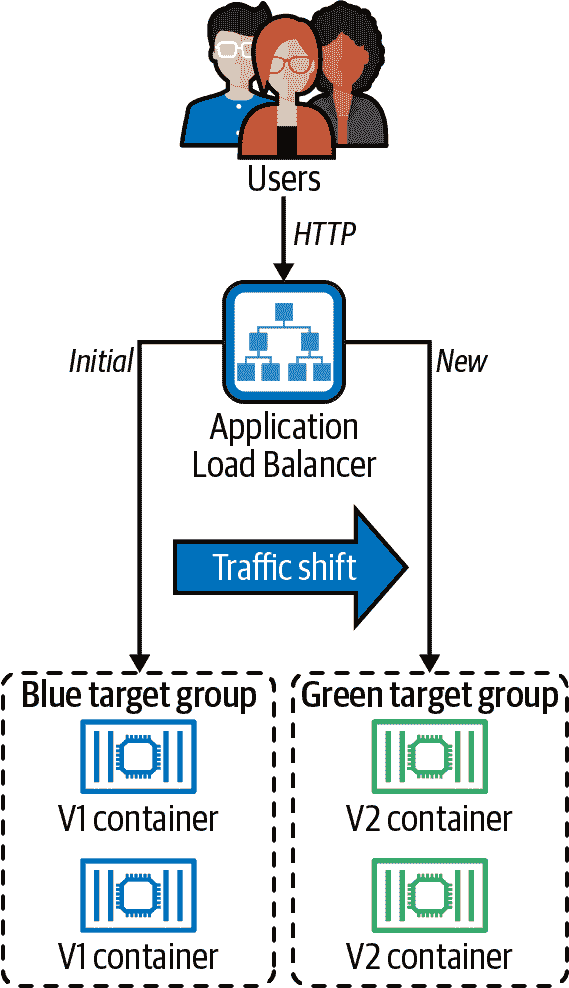 Users
HTTP
Initial
New
Application
Load Balancer
Traffic shift
Blue target group
V1 container
V1 container
Green target group
V2 container
V2 container